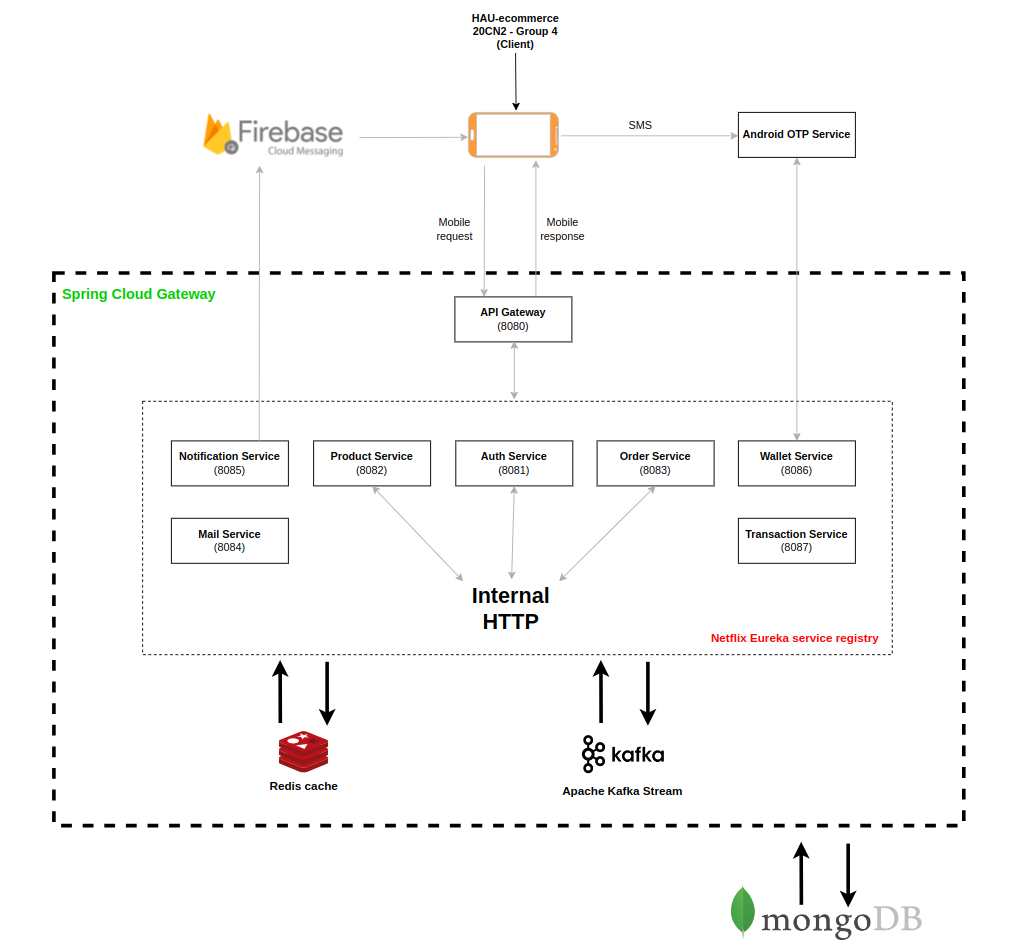 HAU-ecommerce
20CN2 - Group 4
(Client)
Firebase
Cloud Messaging
SMS
Android OTP Service
Mobile
request
Mobile
response
Spring Cloud Gateway
API Gateway
(8080)
Notification Service
(8085)
Product Service
(8082)
Auth Service
(8081)
Order Service
(8083)
Wallet Service
(8086)
Mail Service
(8084)
Transaction Service
(8087)
Internal
HTTP
Netflix Eureka service registry
kafka
Redis cache
Apache Kafka Stream
mongoDB